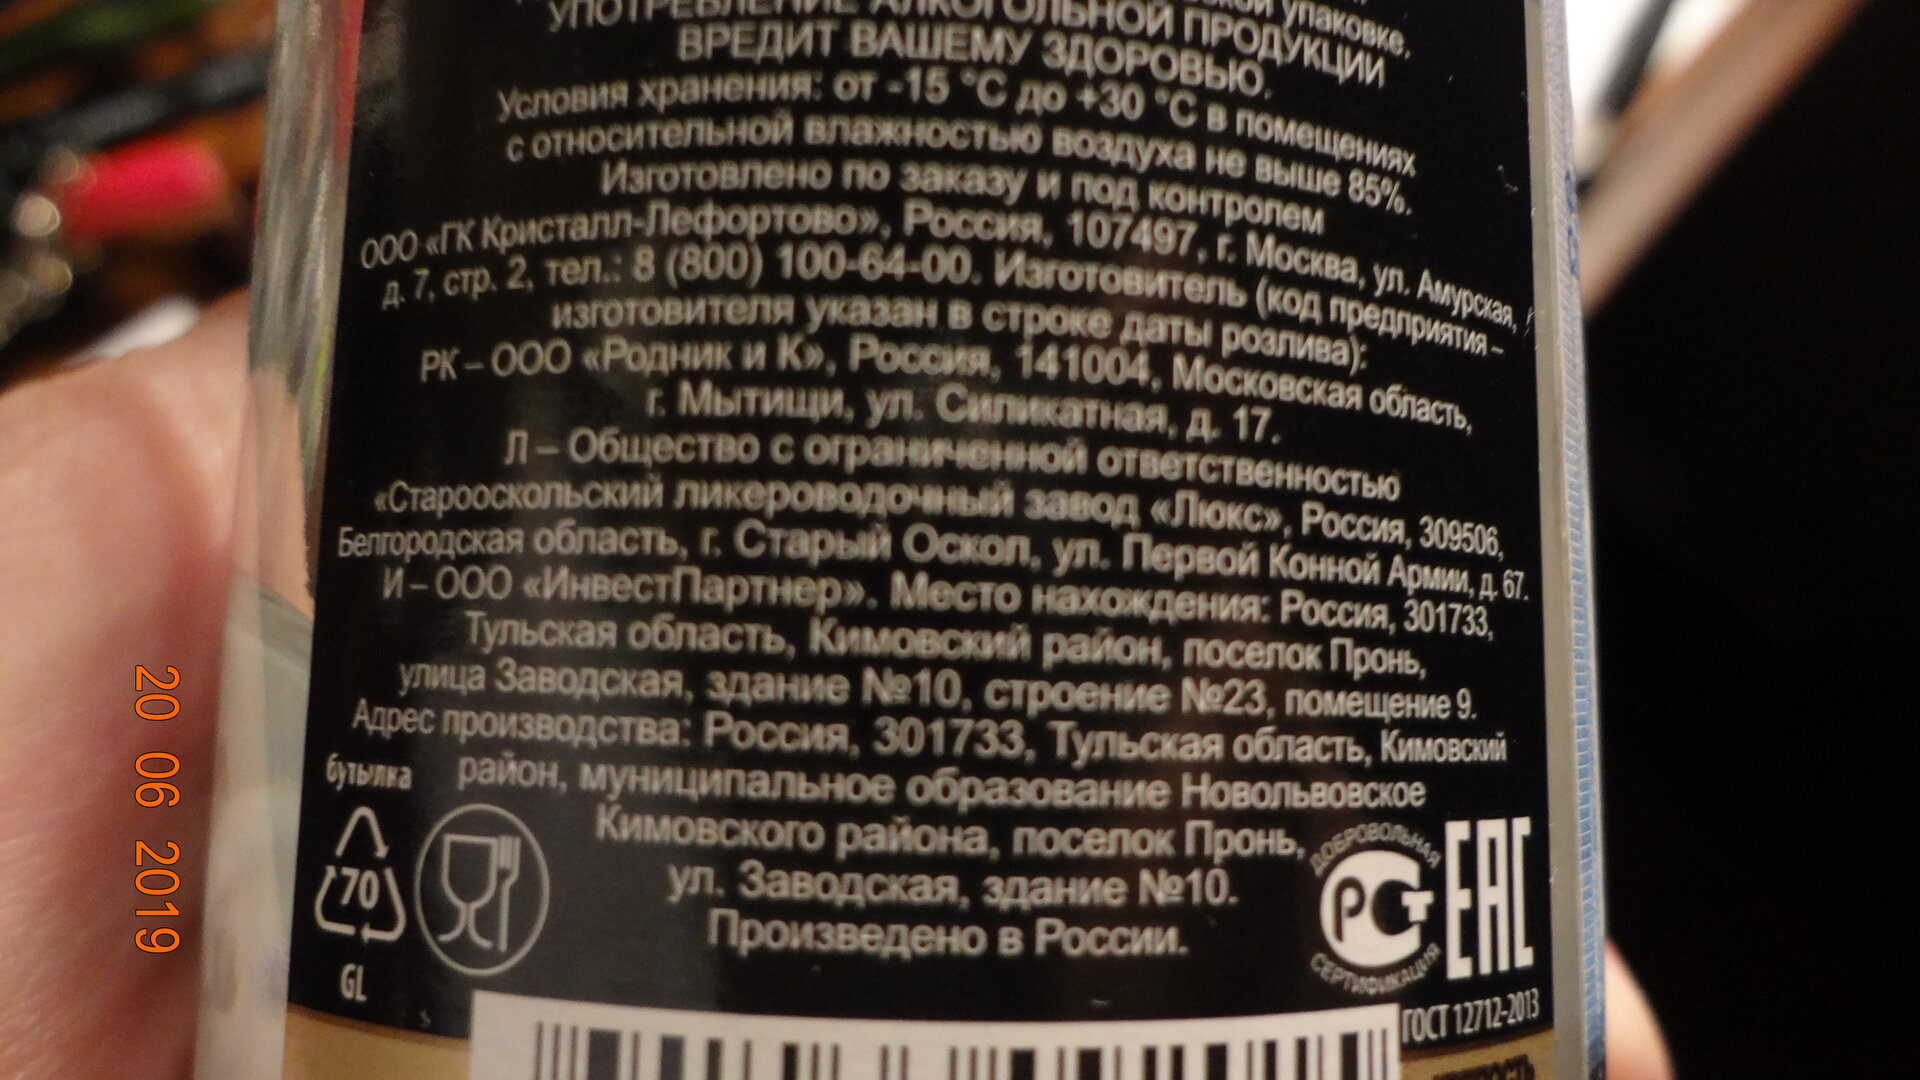 упаковке.
УПОТРЕБЛЕНИЕ АЛКОГОЛЬНОЙ ПРОДУКЦИИ
ВРЕДИТ ВАШЕМУ ЗДОРОВЬЮ.
Условия хранения: от -15 °С до +30 °С в помещениях
с относительной влажностью воздуха не выше 85%.
Изготовлено по заказу и под контролем
ООО «ГК Кристалл-Лефортово», Россия, 107497, г. Москва, ул. Амурская,
д. 7, стр. 2, тел.: 8 (800) 100-64-00. Изготовитель (код предприятия –
изготовителя указан в строке даты розлива):
РК – ООО «Родник и К», Россия, 141004, Московская область,
г. Мытищи, ул. Силикатная, д. 17.
Л – Общество с ограниченной ответственностью
«Старооскольский ликероводочный завод «Люкс», Россия, 309506,
Белгородская область, г. Старый Оскол, ул. Первой Конной Армии, д. 67.
И – ООО «ИнвестПартнер». Место нахождения: Россия, 301733,
Тульская область, Кимовский район, поселок Пронь,
улица Заводская, здание №10, строение №23, помещение 9.
Адрес производства: Россия, 301733, Тульская область, Кимовский
район, муниципальное образование Новольвовское
Кимовского района, поселок Пронь,
ул. Заводская, здание №10.
Произведено в России.
бутылка
70
GL
ДОБРОВОЛЬНАЯ
РСТ
СЕРТИФИКАЦИЯ
EAC
ГОСТ 12712-2013
20 06 2019